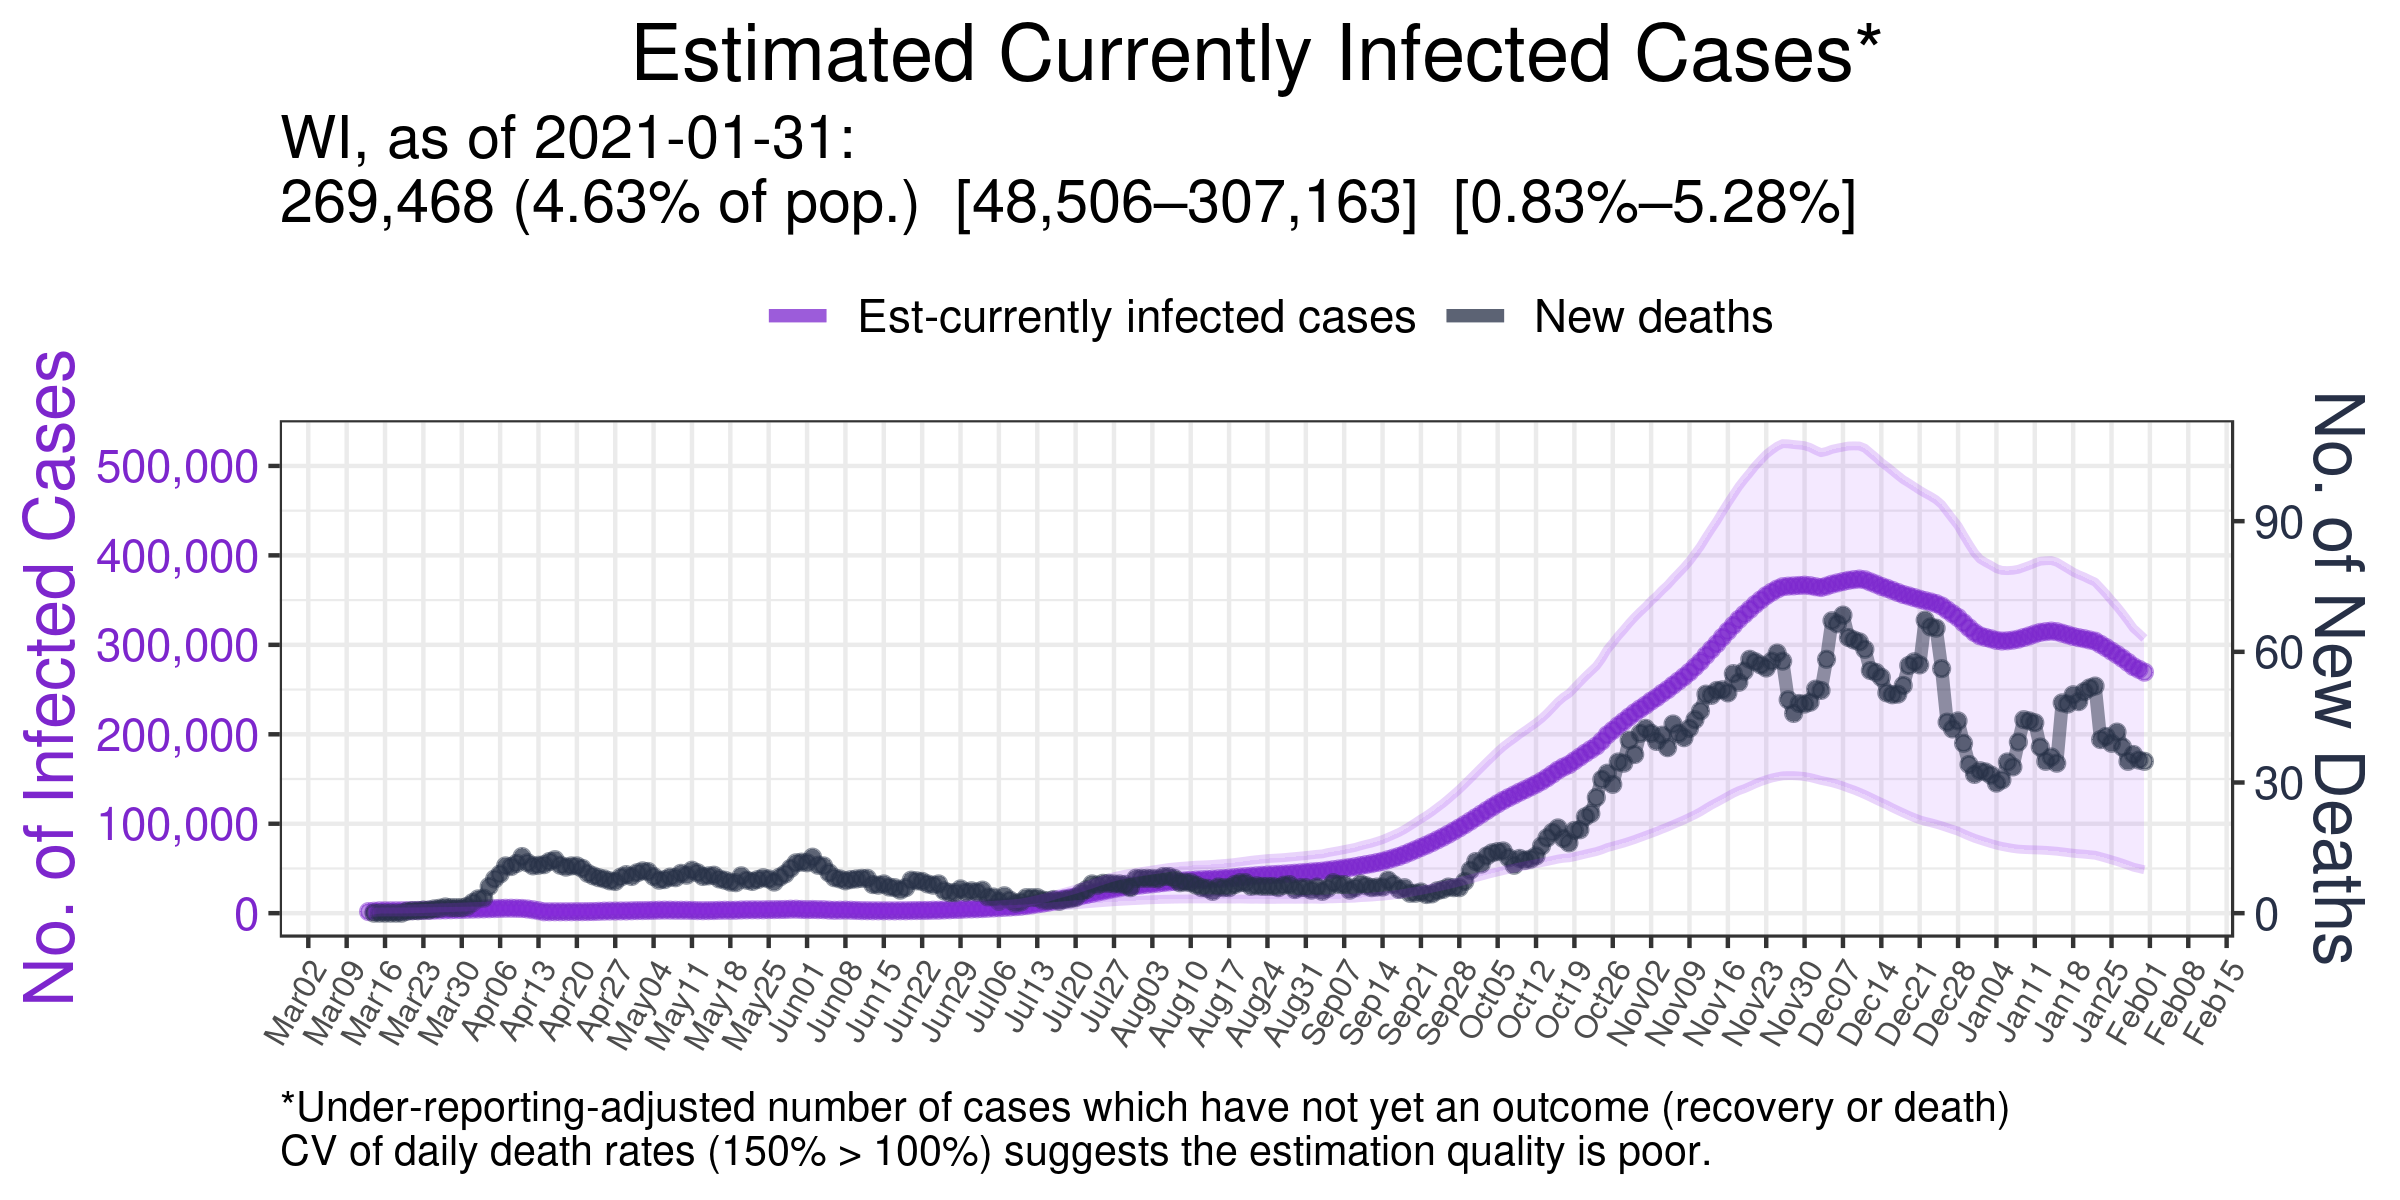 Estimated Currently Infected Cases*
WI, as of 2021-01-31:
269,468 (4.63% of pop.) [48,506–307,163] [0.83%–5.28%]
Est-currently infected cases New deaths
No. of Infected Cases
500,000
400,000
300,000
200,000
100,000
0
90
60
30
0
No. of New Deaths
Mar02 Mar09 Mar16 Mar23 Mar30 Apr06 Apr13 Apr20 Apr27 May04 May11 May18 May25 Jun01 Jun08 Jun15 Jun22 Jun29 Jul06 Jul13 Jul20 Jul27 Aug03 Aug10 Aug17 Aug24 Aug31 Sep07 Sep14 Sep21 Sep28 Oct05 Oct12 Oct19 Oct26 Nov02 Nov09 Nov16 Nov23 Nov30 Dec07 Dec14 Dec21 Dec28 Jan04 Jan11 Jan18 Jan25 Feb01 Feb08 Feb15
*Under-reporting-adjusted number of cases which have not yet an outcome (recovery or death)
CV of daily death rates (150% > 100%) suggests the estimation quality is poor.